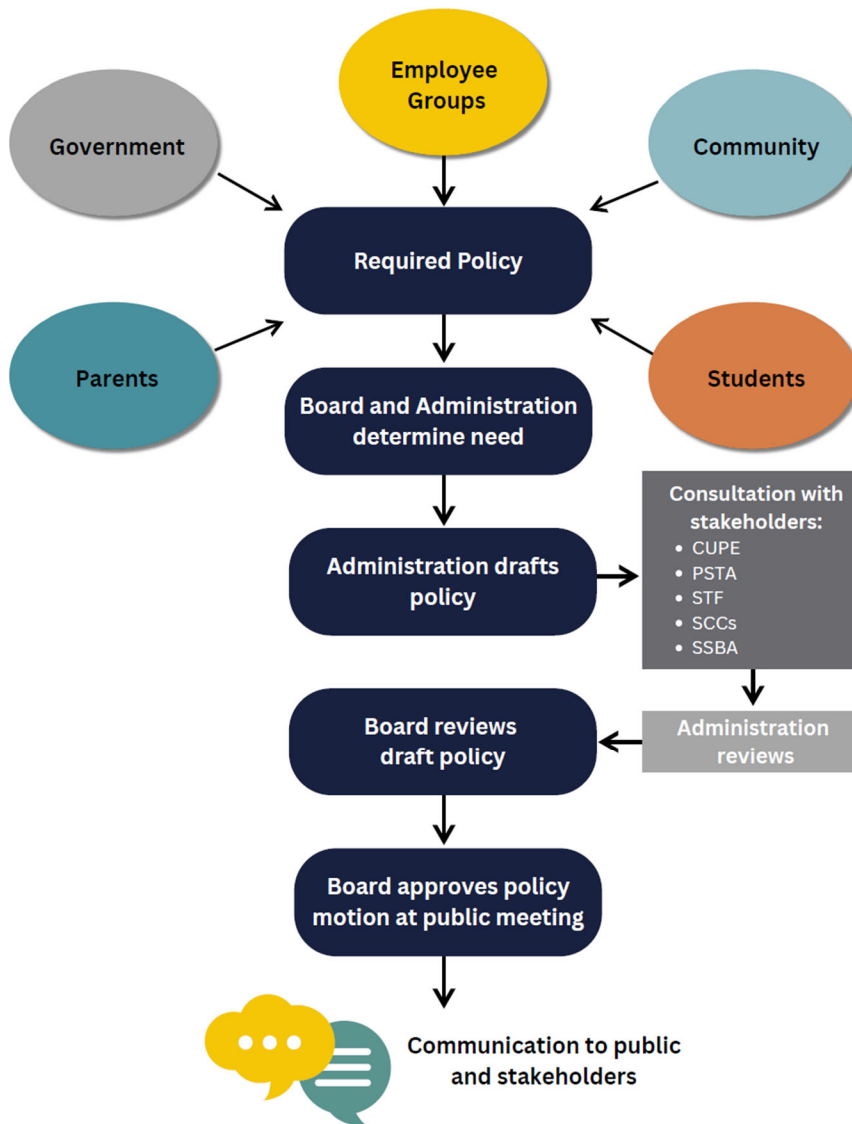 Employee
Groups
Government
Community
Required Policy
Parents
Students
Board and Administration
determine need
Consultation with
stakeholders:
• CUPE
• PSTA
• STF
• SCCs
• SSBA
Administration drafts
policy
Administration
reviews
Board reviews
draft policy
Board approves policy
motion at public meeting
Communication to public
and stakeholders